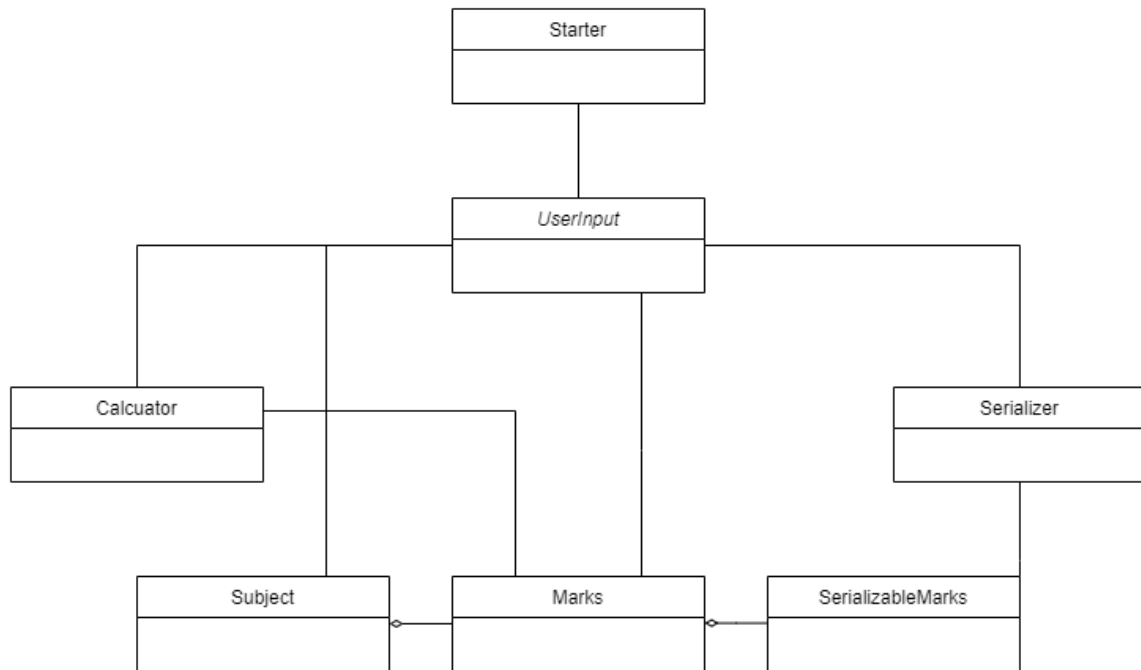 Starter
UserInput
Calcuator
Serializer
Subject
Marks
SerializableMarks